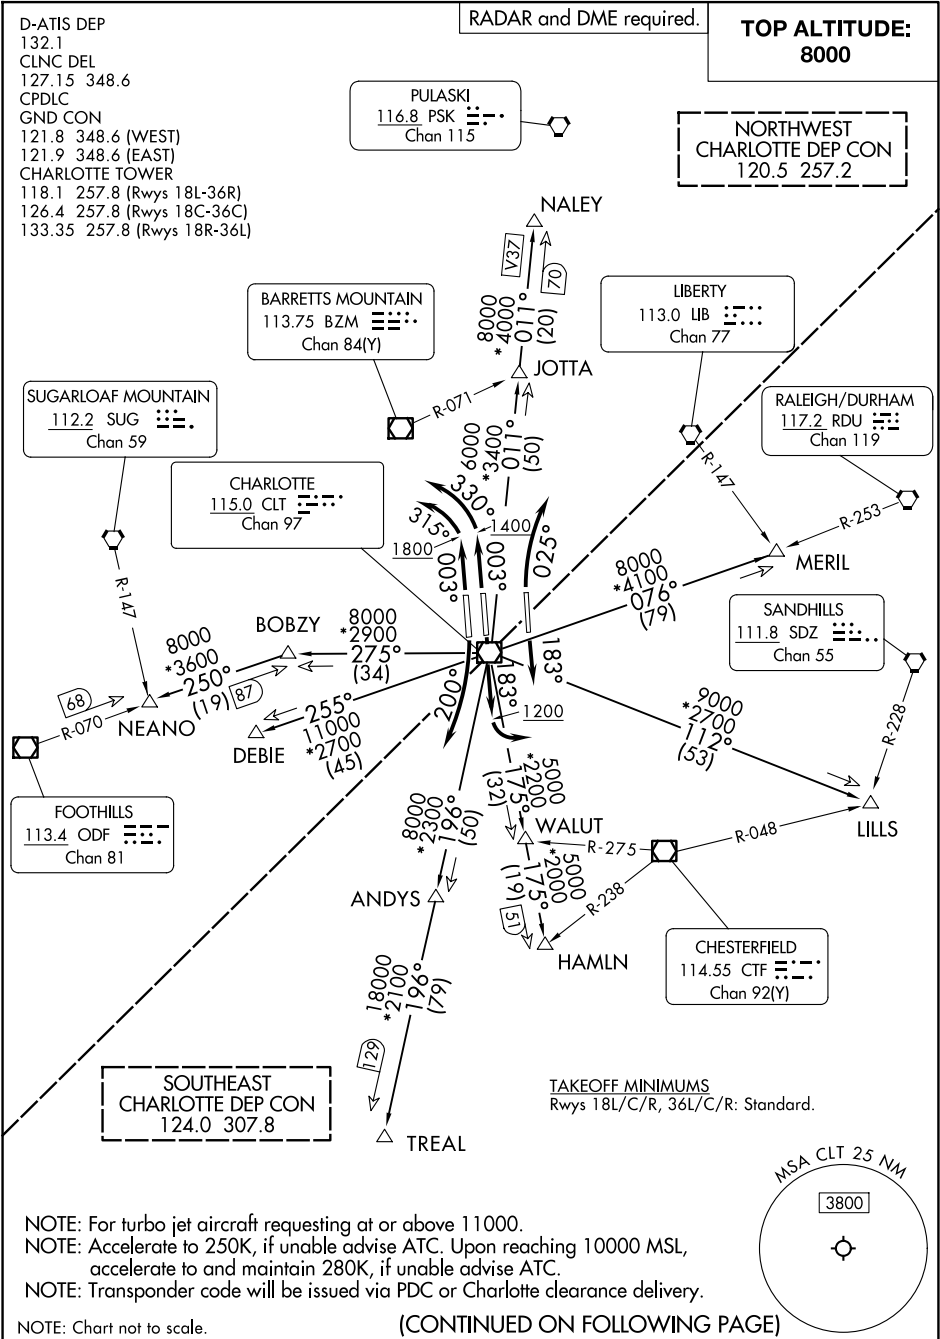 RADAR and DME required.
TOP ALTITUDE:
8000
D-ATIS DEP
132.1
CLNC DEL
127.15 348.6
CPDLC
GND CON
121.8 348.6 (WEST)
121.9 348.6 (EAST)
CHARLOTTE TOWER
118.1 257.8 (Rwys 18L-36R)
126.4 257.8 (Rwys 18C-36C)
133.35 257.8 (Rwys 18R-36L)
PULASKI
116.8 PSK
Chan 115
NORTHWEST
CHARLOTTE DEP CON
120.5 257.2
NALEY
V37
70
8000
*4000
011°
(20)
BARRETTS MOUNTAIN
113.75 BZM
Chan 84(Y)
LIBERTY
113.0 LIB
Chan 77
JOTTA
R-071
SUGARLOAF MOUNTAIN
112.2 SUG
Chan 59
RALEIGH/DURHAM
117.2 RDU
Chan 119
6000
*3400
011°
(50)
R-147
CHARLOTTE
115.0 CLT
Chan 97
330°
315°
1400
1800
003°
003°
025°
R-253
MERIL
8000
*4100
076°
(79)
R-147
SANDHILLS
111.8 SDZ
Chan 55
BOBZY
8000
*2900
275°
(34)
8000
*3600
250°
(19)
87
68
R-070
NEANO
255°
11000
*2700
(45)
DEBIE
200°
183°
183°
1200
9000
*2700
112°
(53)
R-228
LILLS
FOOTHILLS
113.4 ODF
Chan 81
8000
*2300
196°
(50)
5000
*2200
175°
(32)
WALUT
R-275
R-048
R-238
5000
*2000
175°
(19)
51
ANDYS
HAMLN
CHESTERFIELD
114.55 CTF
Chan 92(Y)
18000
*2100
196°
(79)
129
TREAL
SOUTHEAST
CHARLOTTE DEP CON
124.0 307.8
TAKEOFF MINIMUMS
Rwys 18L/C/R, 36L/C/R: Standard.
MSA CLT 25 NM
3800
NOTE: For turbo jet aircraft requesting at or above 11000.
NOTE: Accelerate to 250K, if unable advise ATC. Upon reaching 10000 MSL,
accelerate to and maintain 280K, if unable advise ATC.
NOTE: Transponder code will be issued via PDC or Charlotte clearance delivery.
NOTE: Chart not to scale.
(CONTINUED ON FOLLOWING PAGE)